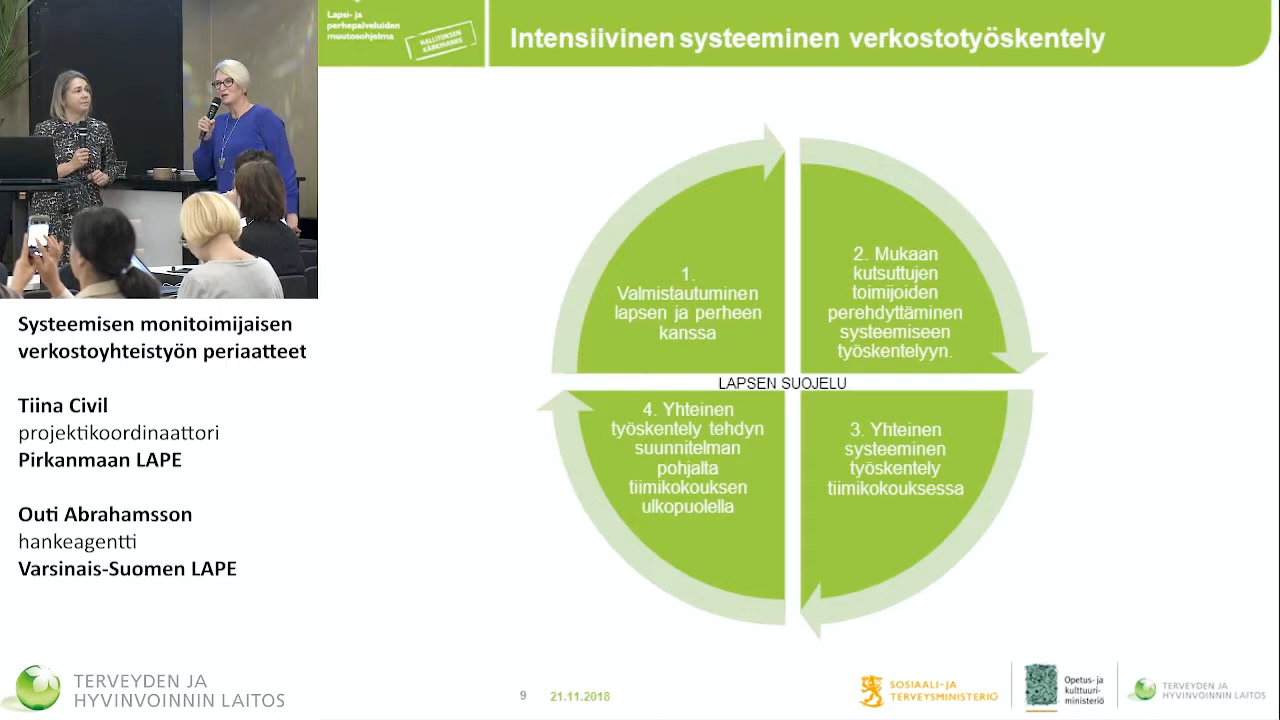 Lapsi- ja
perhepalveluiden
muutosohjelma
HALLITUKSEN
KÄRKIHANKE
Intensiivinen systeeminen verkostotyöskentely
1.
Valmistautuminen
lapsen ja perheen
kanssa
2. Mukaan
kutsuttujen
toimijoiden
perehdyttäminen
systeemiseen
työskentelyyn.
LAPSEN SUOJELU
4. Yhteinen
työskentely tehdyn
suunnitelman
pohjalta
tiimikokouksen
ulkopuolella
3. Yhteinen
systeeminen
työskentely
tiimikokouksessa
Systeemisen monitoimijaisen
verkostoyhteistyön periaatteet
Tiina Civil
projektikoordinaattori
Pirkanmaan LAPE
Outi Abrahamsson
hankeagentti
Varsinais-Suomen LAPE
TERVEYDEN JA
HYVINVOINNIN LAITOS
9 21.11.2018
SOSIAALI- JA
TERVEYSMINISTERIÖ
Opetus- ja
kulttuuri-
ministeriö
TERVEYDEN JA
HYVINVOINNIN LAITOS